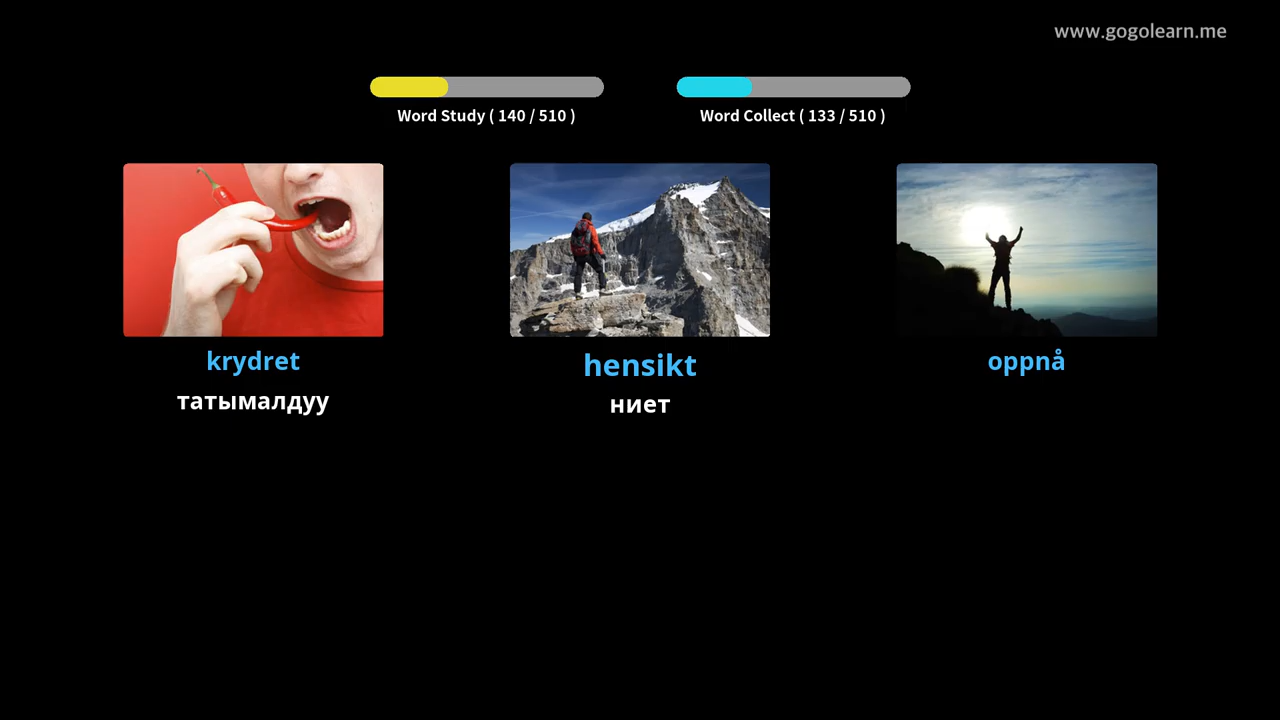 www.gogolearn.me
Word Study ( 140 / 510 )
Word Collect ( 133 / 510 )
krydret
hensikt
oppnå
татымалдуу
ниет